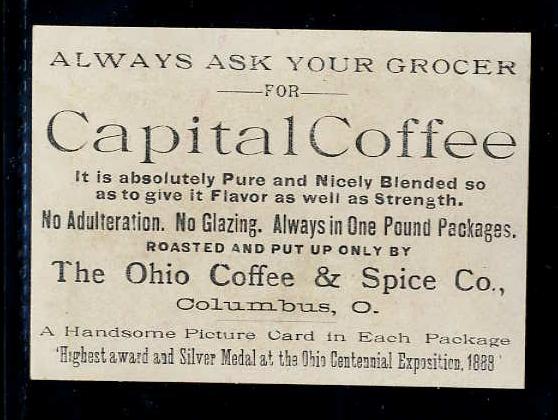 ALWAYS ASK YOUR GROCER
FOR
Capital Coffee
It is absolutely Pure and Nicely Blended so
as to give it Flavor as well as Strength.
No Adulteration. No Glazing. Always in One Pound Packages.
ROASTED AND PUT UP ONLY BY
The Ohio Coffee & Spice Co.,
Columbus, O.
A Handsome Picture Card in Each Package
'Highest award and Silver Medal at the Ohio Centennial Exposition, 1888'